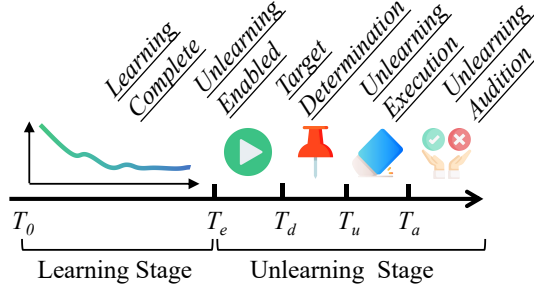 Learning
Complete
Unlearning
Enabled
Target
Determination
Unlearning
Execution
Unlearning
Audition
T0
Te
Td
Tu
Ta
Learning Stage
Unlearning Stage